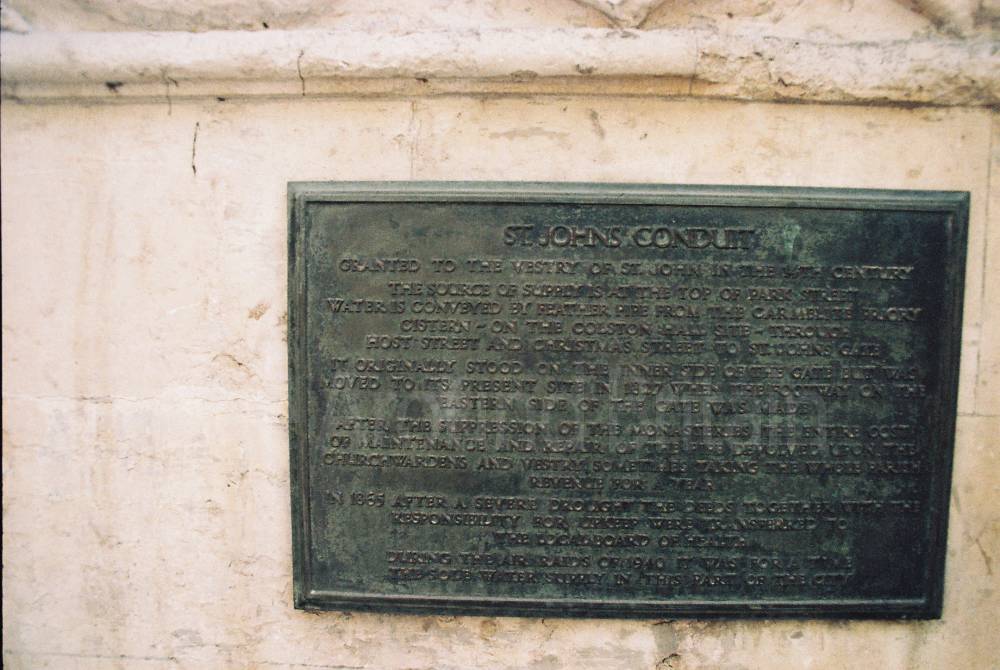 ST. JOHNS CONDUIT
GRANTED TO THE VESTRY OF ST. JOHN IN THE 14TH CENTURY
THE SOURCE OF SUPPLY IS AT THE TOP OF PARK STREET
WATER IS CONVEYED BY FEATHER PIPE FROM THE CARMELITE PRIORY
CISTERN - ON THE COLSTON HALL SITE - THROUGH
HOST STREET AND CHRISTMAS STREET TO ST. JOHNS GATE
IT ORIGINALLY STOOD ON THE INNER SIDE OF THE GATE BUT WAS
MOVED TO ITS PRESENT SITE IN 1827 WHEN THE FOOTWAY ON THE
EASTERN SIDE OF THE GATE WAS MADE
AFTER THE SUPPRESSION OF THE MONASTERIES THE ENTIRE COST
OF MAINTENANCE AND REPAIR OF THE PIPE DEVOLVED UPON THE
CHURCHWARDENS AND VESTRY SOMETIMES TAKING THE WHOLE PARISH
REVENUE FOR A YEAR
IN 1865 AFTER A SEVERE DROUGHT THE DEEDS TOGETHER WITH THE
RESPONSIBILITY FOR UPKEEP WERE TRANSFERRED TO
THE LOCAL BOARD OF HEALTH
DURING THE AIR RAIDS OF 1940 IT WAS FOR A TIME
THE SOLE WATER SUPPLY IN THIS PART OF THE CITY